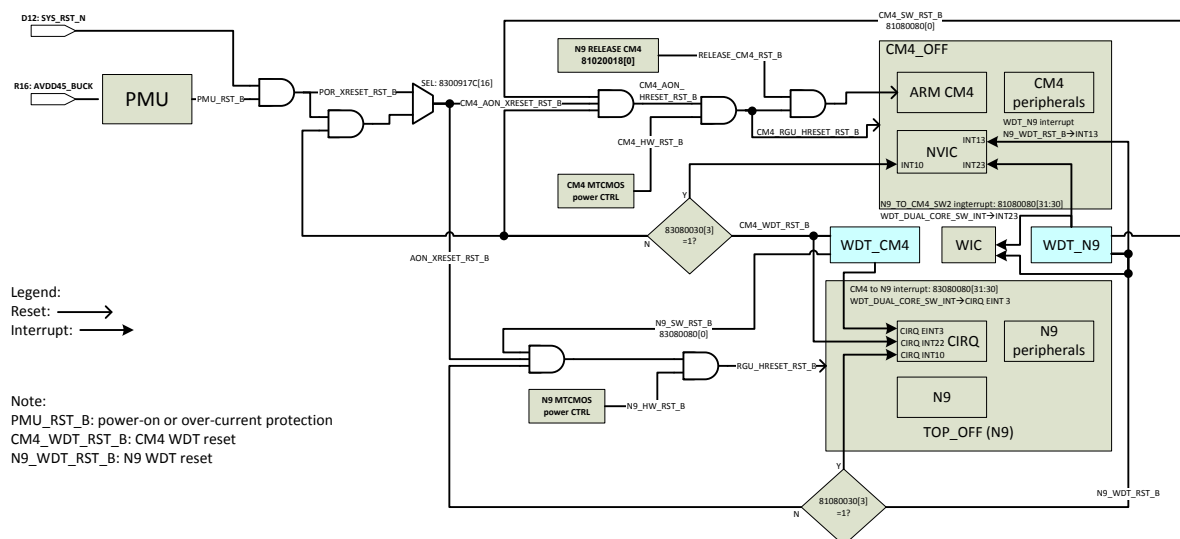 D12: SYS_RST_N
R16: AVDD45_BUCK
PMU
PMU_RST_B
POR_XRESET_RST_B
SEL: 8300917C[16]
CM4_AON_XRESET_RST_B
N9 RELEASE CM4
81020018[0]
RELEASE_CM4_RST_B
CM4_SW_RST_B
81080080[0]
CM4_AON_
HRESET_RST_B
CM4_HW_RST_B
CM4_RGU_HRESET_RST_B
CM4 MTCMOS
power CTRL
CM4_OFF
ARM CM4
CM4
peripherals
WDT_N9 interrupt
N9_WDT_RST_B→INT13
NVIC
INT13
INT10
INT23
N9_TO_CM4_SW2 ingterrupt: 81080080[31:30]
WDT_DUAL_CORE_SW_INT→INT23
Y
83080030[3]
=1?
N
CM4_WDT_RST_B
WDT_CM4
WIC
WDT_N9
AON_XRESET_RST_B
Legend:
Reset:
Interrupt:
CM4 to N9 interrupt: 83080080[31:30]
WDT_DUAL_CORE_SW_INT→CIRQ EINT 3
N9_SW_RST_B
83080080[0]
CIRQ EINT3
CIRQ INT22
CIRQ INT10
CIRQ
N9
peripherals
RGU_HRESET_RST_B
N9 MTCMOS
power CTRL
N9_HW_RST_B
N9
TOP_OFF (N9)
Note:
PMU_RST_B: power-on or over-current protection
CM4_WDT_RST_B: CM4 WDT reset
N9_WDT_RST_B: N9 WDT reset
Y
81080030[3]
=1?
N
N9_WDT_RST_B